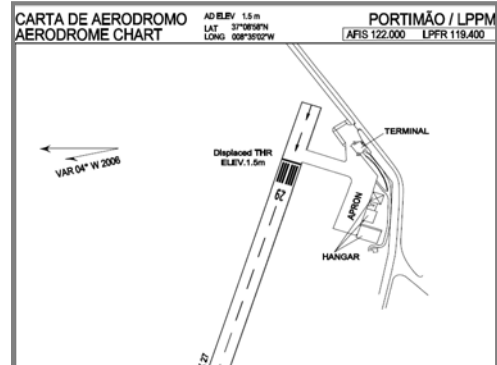 CARTA DE AERODROMO
AERODROME CHART
AD ELEV 1.5 m
LAT 37°08'58"N
LONG 008°35'02"W
PORTIMÃO / LPPM
AFIS 122.000 LPFR 119.400
TERMINAL
Displaced THR
ELEV.1.5m
VAR 04° W 2006
APRON
HANGAR